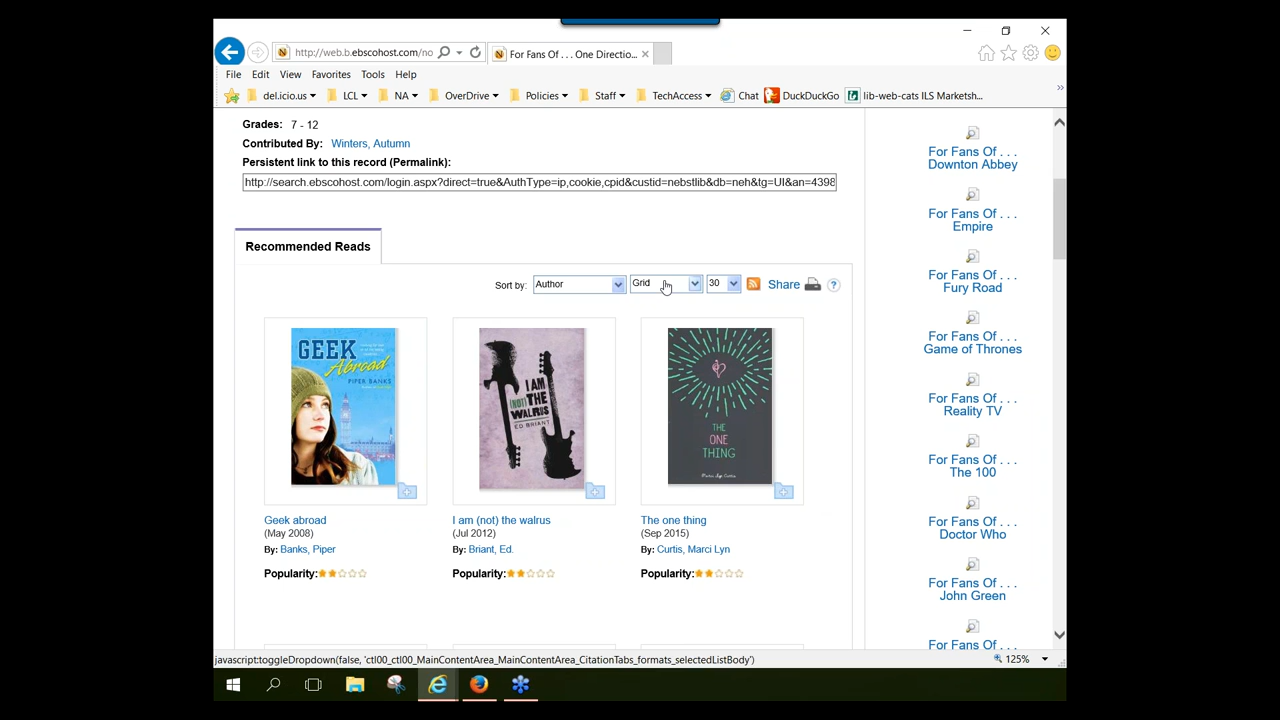 http://web.b.ebscohost.com/no
For Fans Of . . . One Directio...
File Edit View Favorites Tools Help
del.icio.us LCL NA OverDrive Policies Staff TechAccess Chat DuckDuckGo lib-web-cats ILS Marketsh...
Grades: 7 - 12
Contributed By: Winters, Autumn
Persistent link to this record (Permalink):
http://search.ebscohost.com/login.aspx?direct=true&AuthType=ip,cookie,cpid&custid=nebstlib&db=neh&tg=UI&an=4398
Recommended Reads
Sort by: Author Grid 30 Share ?
GEEK
Abroad
PIPER BANKS
I AM
(NOT) THE
WALRUS
ED BRIANT
THE
ONE
THING
Marci Lyn Curtis
Geek abroad
(May 2008)
By: Banks, Piper
Popularity:
I am (not) the walrus
(Jul 2012)
By: Briant, Ed.
Popularity:
The one thing
(Sep 2015)
By: Curtis, Marci Lyn
Popularity:
For Fans Of . . .
Downton Abbey
For Fans Of . . .
Empire
For Fans Of . . .
Fury Road
For Fans Of . . .
Game of Thrones
For Fans Of . . .
Reality TV
For Fans Of . . .
The 100
For Fans Of . . .
Doctor Who
For Fans Of . . .
John Green
For Fans Of . . .
javascript:toggleDropdown(false, 'ctl00_ctl00_MainContentArea_MainContentArea_CitationTabs_formats_selectedListBody')
125%